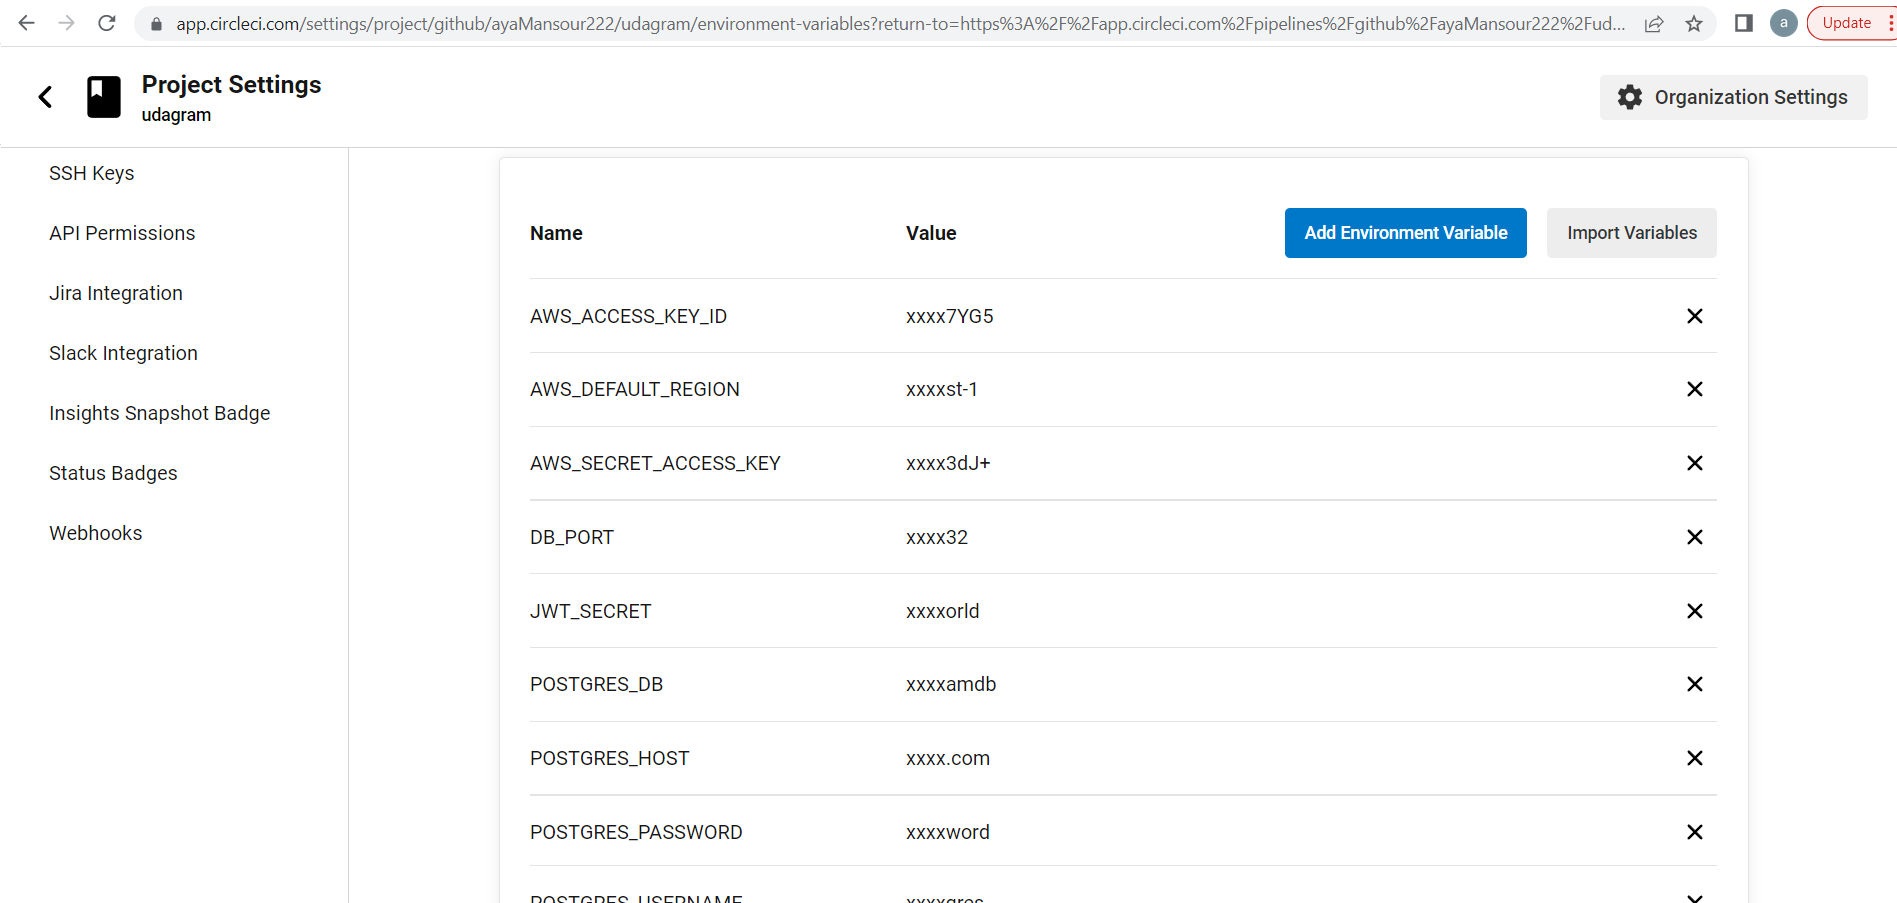 app.circleci.com/settings/project/github/ayaMansour222/udagram/environment-variables?return-to=https%3A%2F%2Fapp.circleci.com%2Fpipelines%2Fgithub%2FayaMansour222%2Fud...
a
Update
Project Settings
udagram
Organization Settings
SSH Keys
API Permissions
Jira Integration
Slack Integration
Insights Snapshot Badge
Status Badges
Webhooks
Name Value Add Environment Variable Import Variables
AWS_ACCESS_KEY_ID xxxx7YG5
AWS_DEFAULT_REGION xxxxst-1
AWS_SECRET_ACCESS_KEY xxxx3dJ+
DB_PORT xxxx32
JWT_SECRET xxxxorld
POSTGRES_DB xxxxamdb
POSTGRES_HOST xxxx.com
POSTGRES_PASSWORD xxxxword
POSTGRES_USERNAME xxxxgres